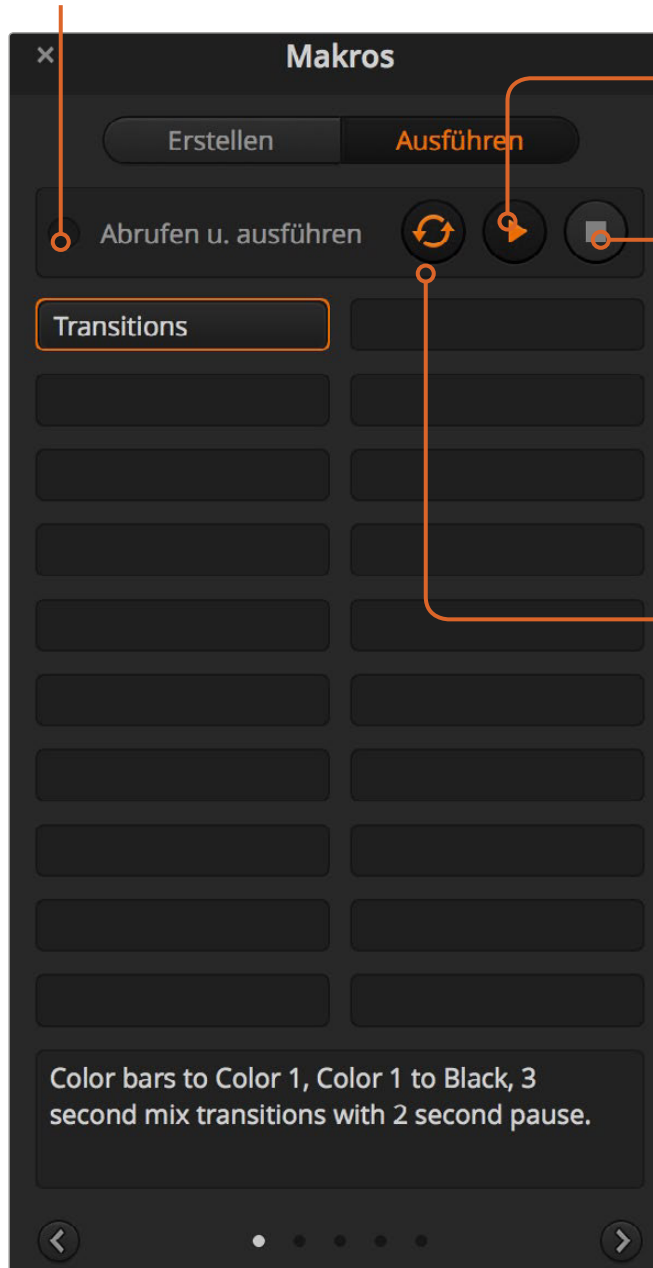 Makros
Erstellen Ausführen
Abrufen u. ausführen
Transitions
Color bars to Color 1, Color 1 to Black, 3
second mix transitions with 2 second pause.